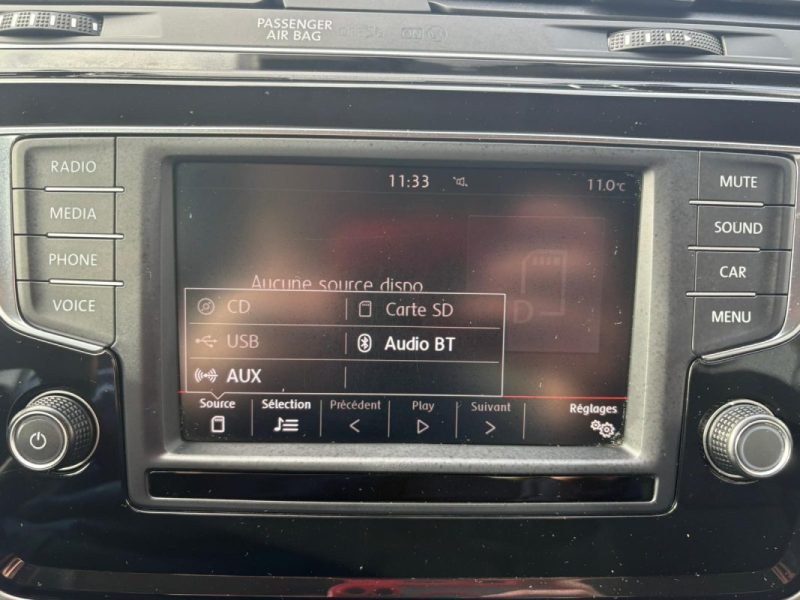 PASSENGER
AIR BAG
RADIO
MEDIA
PHONE
VOICE
11:33
11.0°C
Aucune source dispo
CD
Carte SD
USB
Audio BT
AUX
Source
Sélection
Précédent
Play
Suivant
Réglages
MUTE
SOUND
CAR
MENU